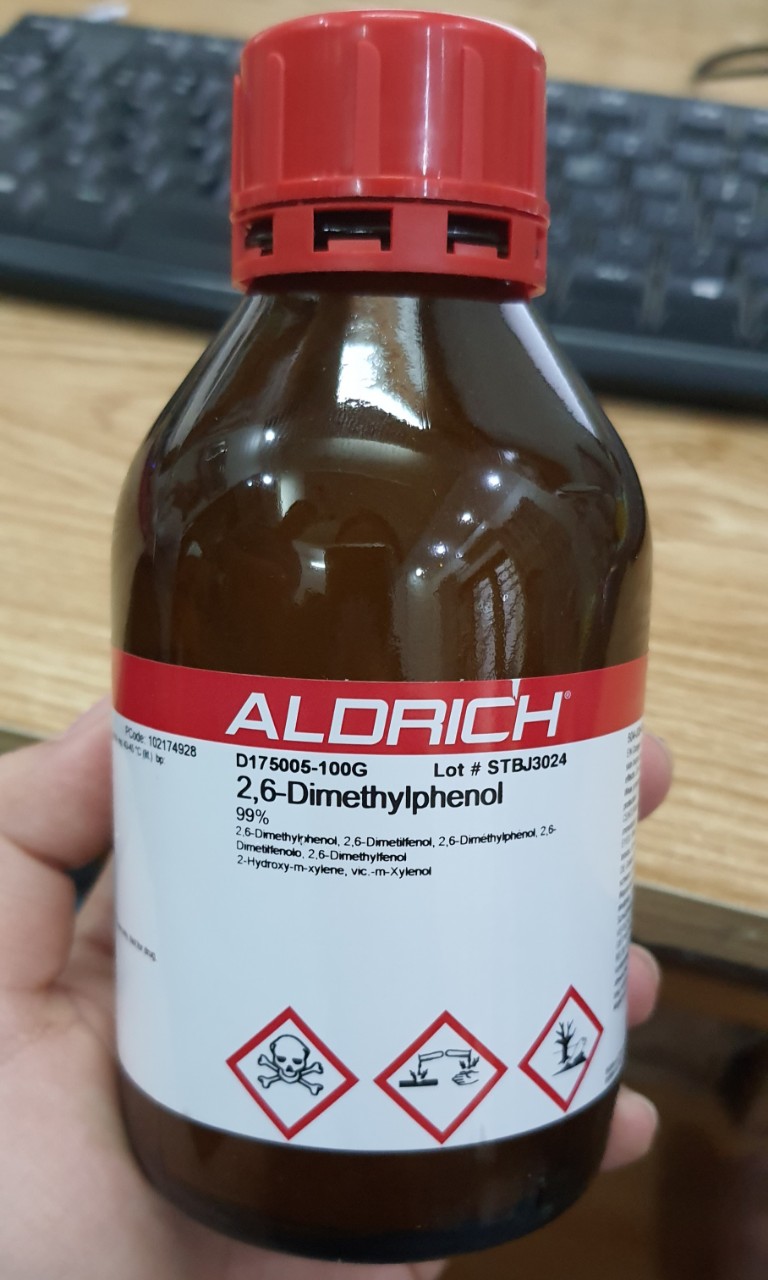 ALDRICH®
PCode: 102174928
D175005-100G Lot # STBJ3024
2,6-Dimethylphenol
99%
2,6-Dimethylphenol, 2,6-Dimetilfenol, 2,6-Diméthylphénol, 2,6-
Dimetilfenolo, 2,6-Dimethylfenol
2-Hydroxy-m-xylene, vic.-m-Xylenol